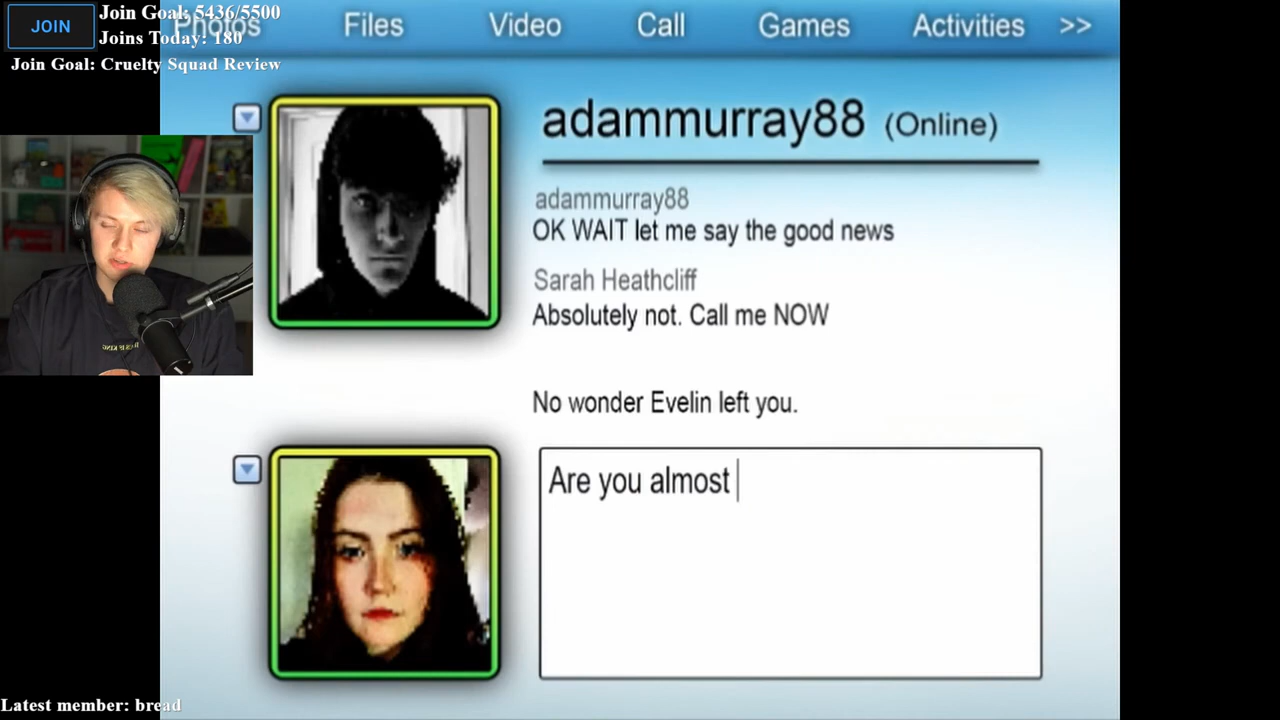 JOIN
Join Goal: 5436/5500
Joins Today: 180
Join Goal: Cruelty Squad Review
Photos Files Video Call Games Activities >>
adammurray88 (Online)
adammurray88
OK WAIT let me say the good news
Sarah Heathcliff
Absolutely not. Call me NOW
No wonder Evelin left you.
Are you almost
Latest member: bread